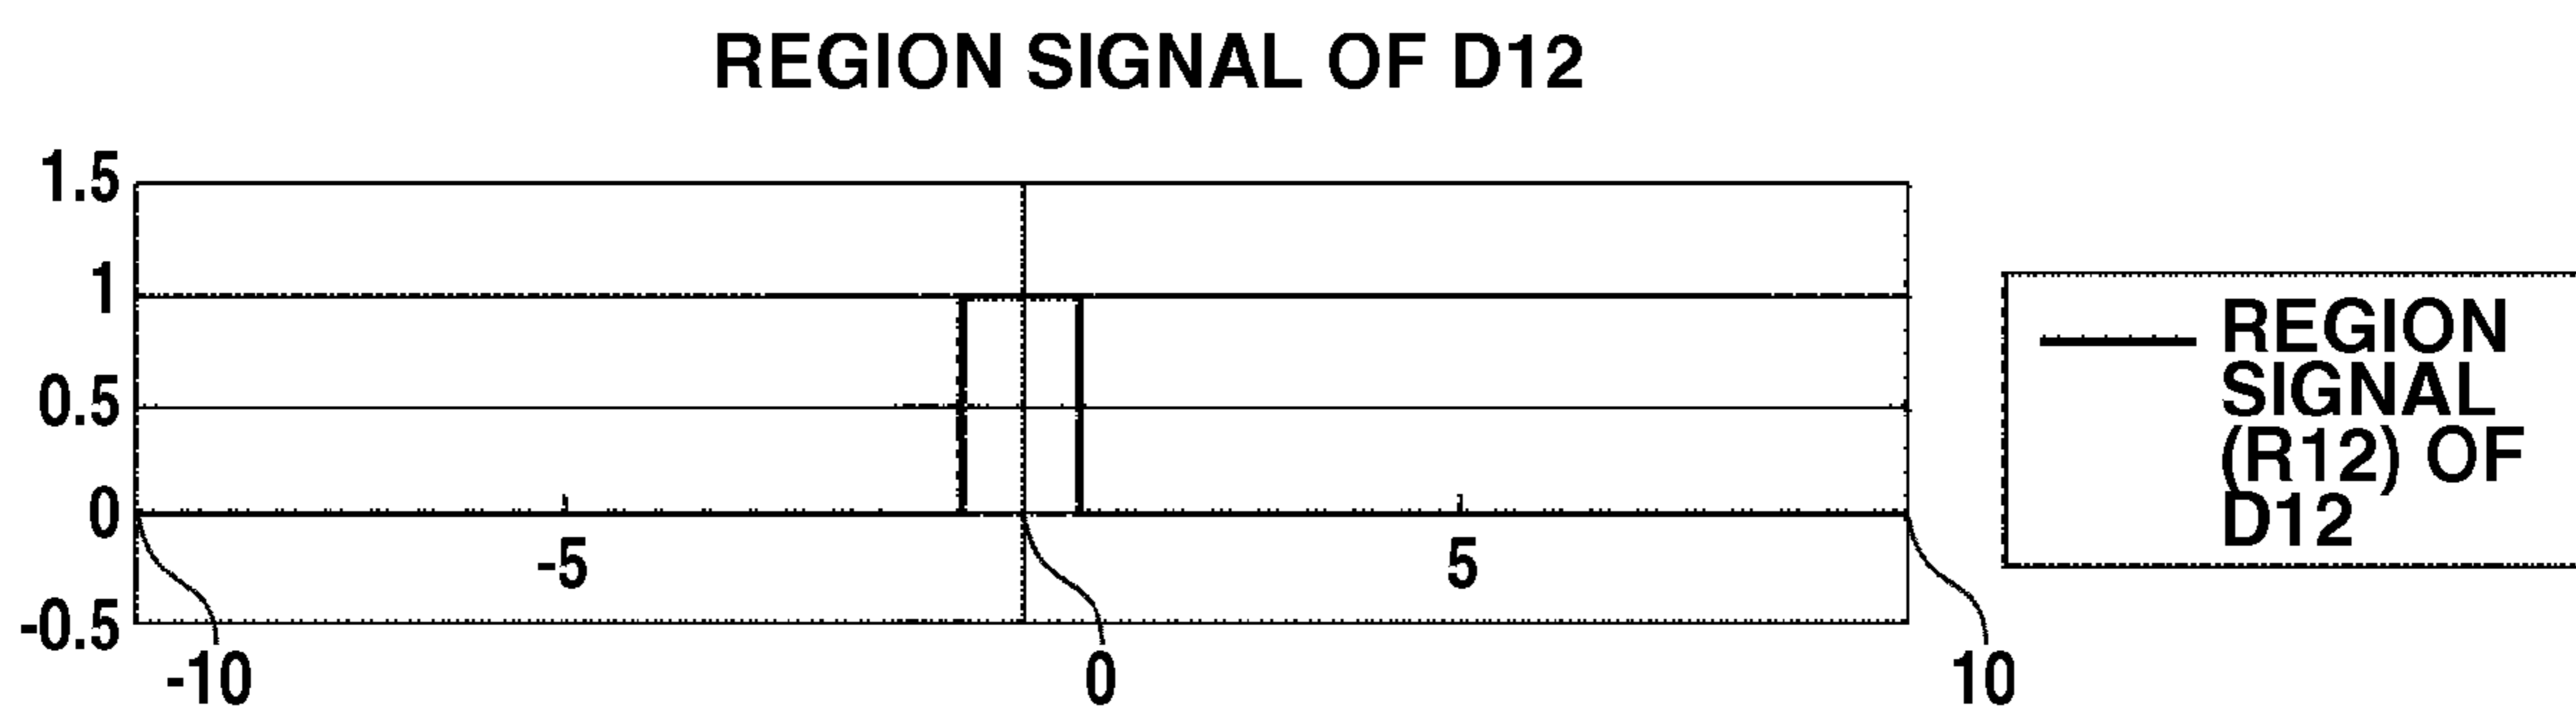 REGION SIGNAL OF D12
1.5
1
0.5
0
-0.5
-5
5
-10
0
10
REGION
SIGNAL
(R12) OF
D12